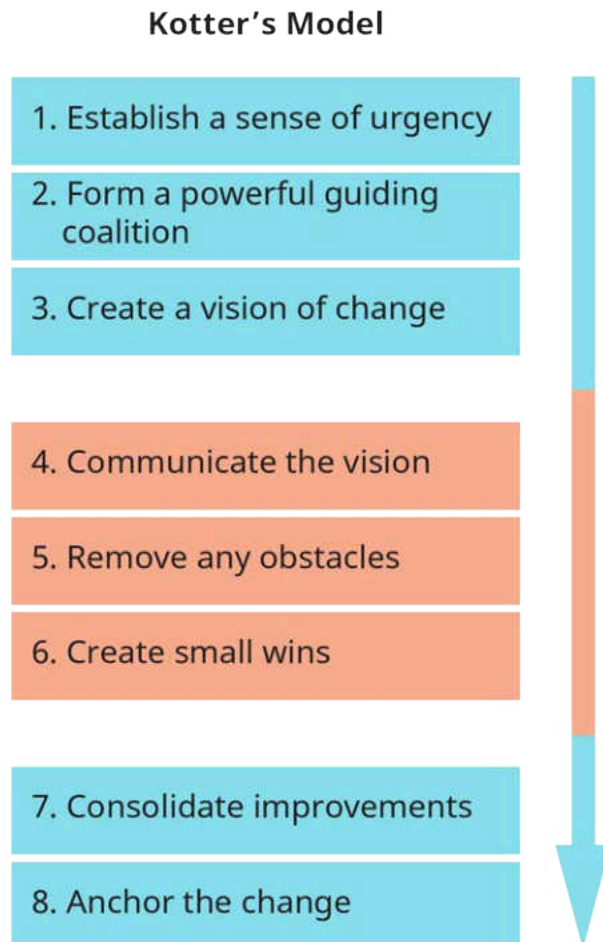 Kotter’s Model
1. Establish a sense of urgency
2. Form a powerful guiding
coalition
3. Create a vision of change
4. Communicate the vision
5. Remove any obstacles
6. Create small wins
7. Consolidate improvements
8. Anchor the change